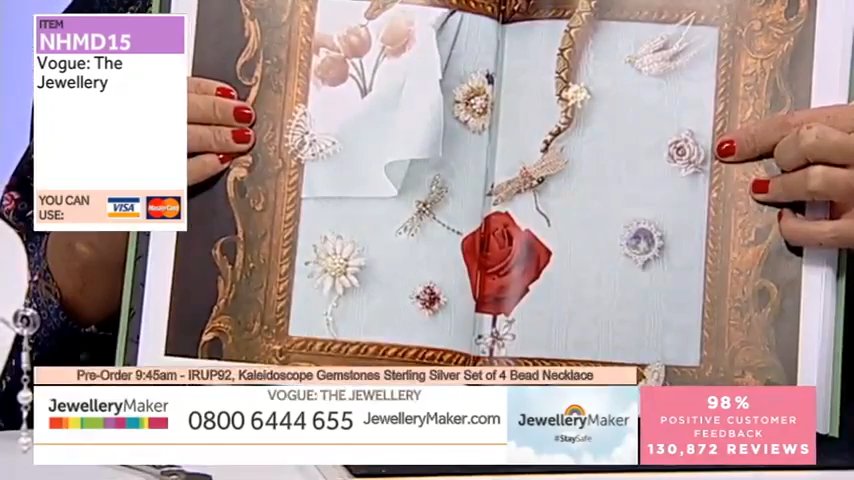 ITEM
NHMD15
Vogue: The
Jewellery
YOU CAN
USE:
VISA
MasterCard
Pre-Order 9:45am - IRUP92, Kaleidoscope Gemstones Sterling Silver Set of 4 Bead Necklace
VOGUE: THE JEWELLERY
JewelleryMaker
0800 6444 655
JewelleryMaker.com
JewelleryMaker
#StaySafe
98%
POSITIVE CUSTOMER
FEEDBACK
130,872 REVIEWS